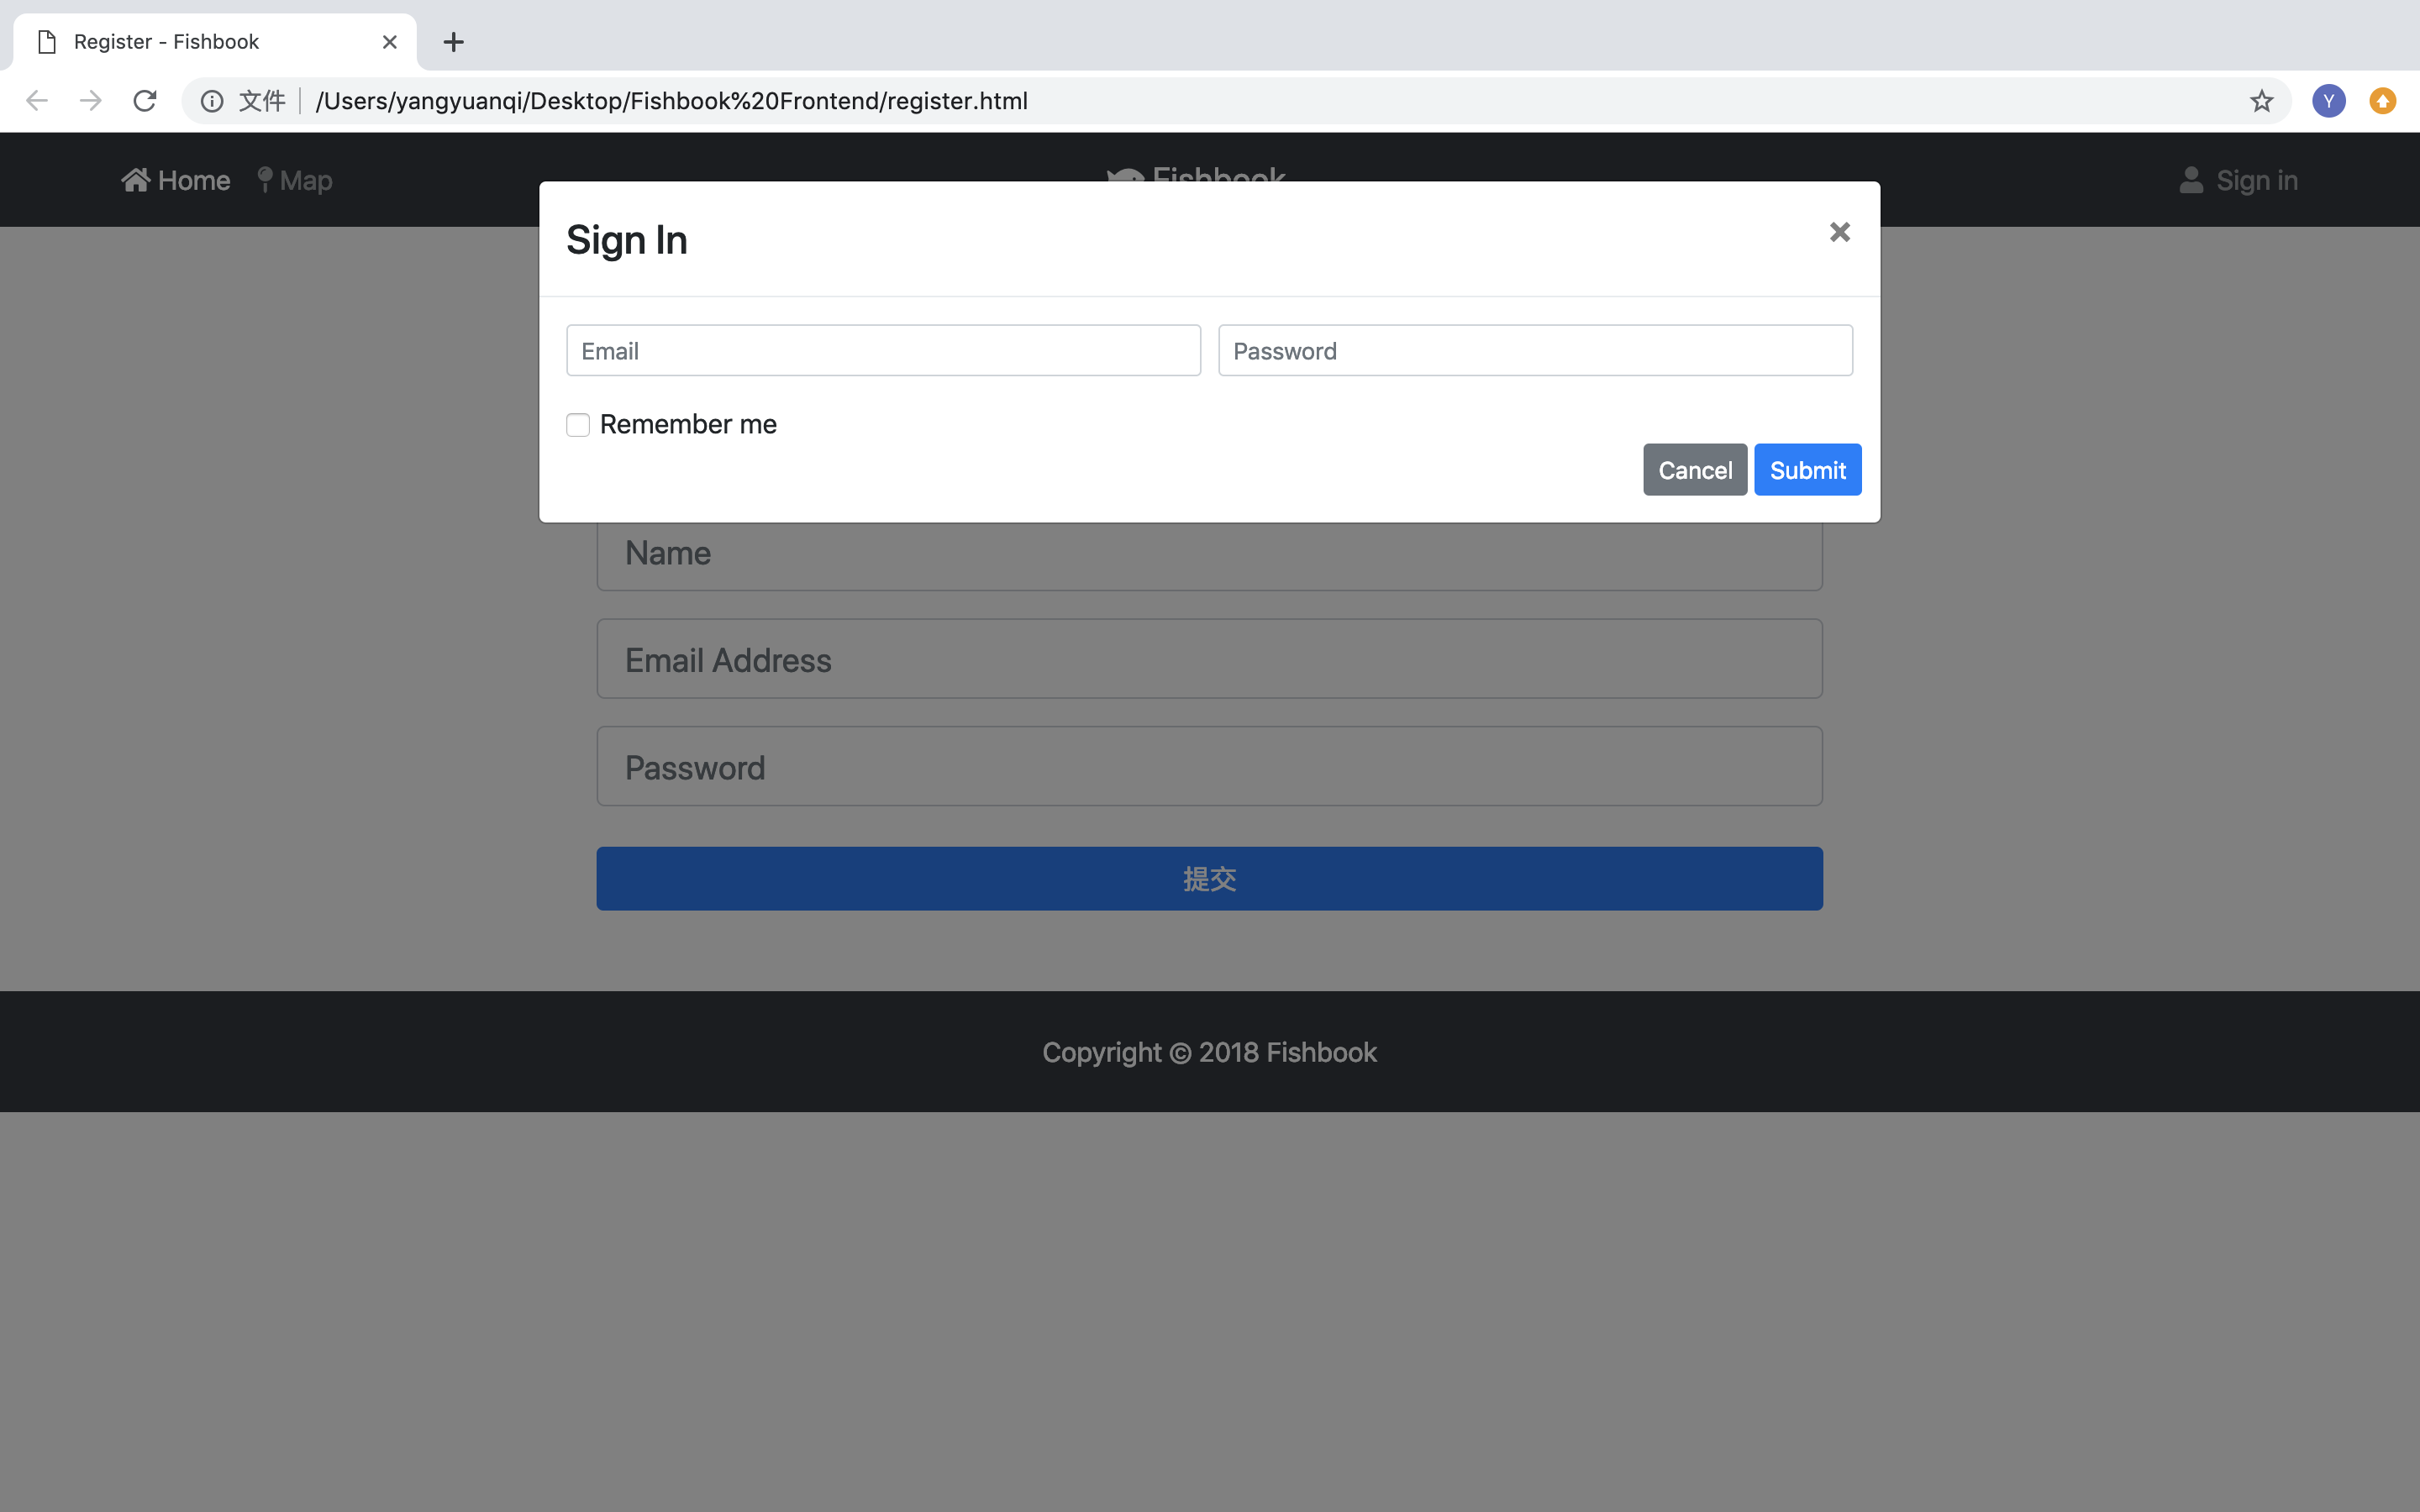 Register - Fishbook
文件 /Users/yangyuanqi/Desktop/Fishbook%20Frontend/register.html
Y
Home Map Fishbook Sign in
Sign In
Email Password
Remember me
Cancel Submit
Name
Email Address
Password
提交
Copyright © 2018 Fishbook